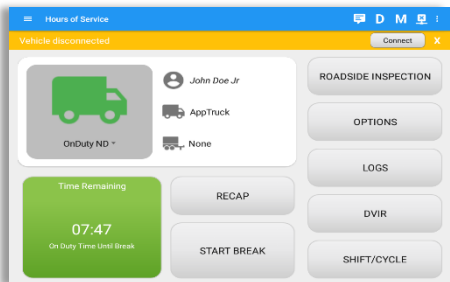 Hours of Service
D M
Vehicle disconnected
Connect X
John Doe Jr
AppTruck
None
OnDuty ND
Time Remaining
07:47
On Duty Time Until Break
RECAP
START BREAK
ROADSIDE INSPECTION
OPTIONS
LOGS
DVIR
SHIFT/CYCLE